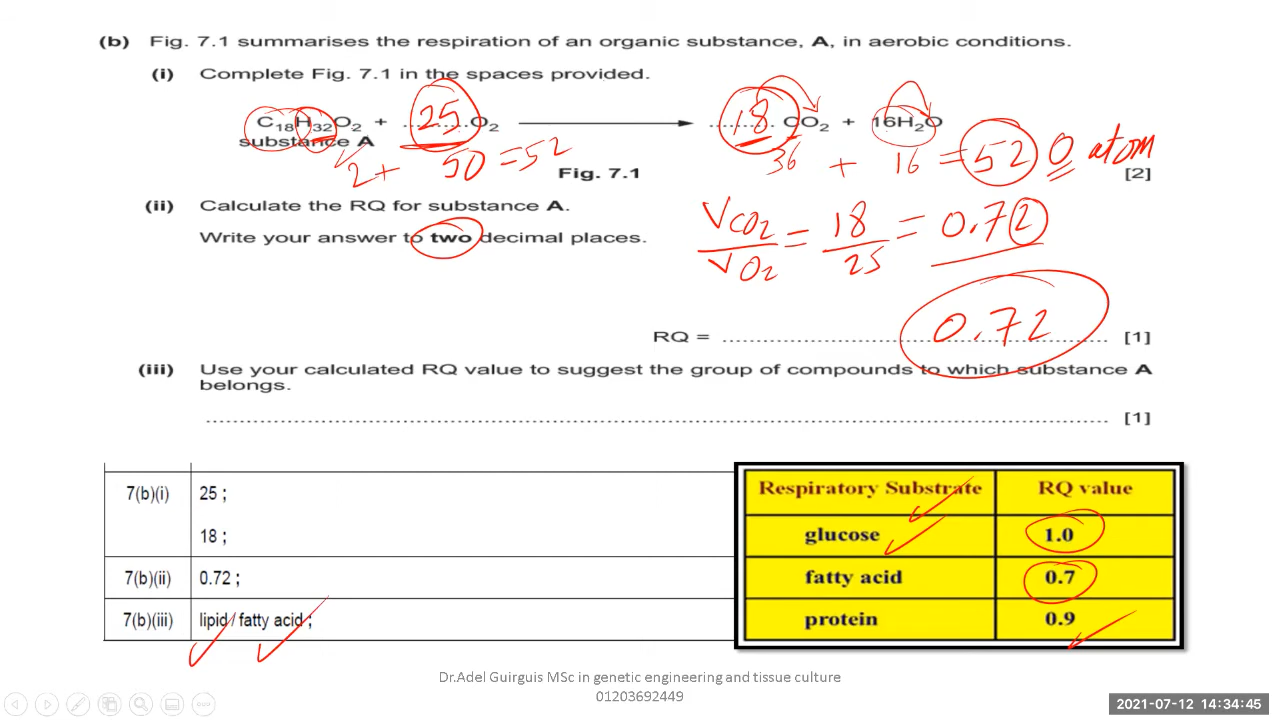 (b) Fig. 7.1 summarises the respiration of an organic substance, A, in aerobic conditions.
(i) Complete Fig. 7.1 in the spaces provided.
C₁₈H₃₂O₂ + ..........O₂ → .......... CO₂ + 16H₂O
25 18
substance A
2 + 50 = 52
36 + 16 = 52 O atom
Fig. 7.1
[2]
(ii) Calculate the RQ for substance A.
Write your answer to two decimal places.
VCO₂ / VO₂ = 18 / 25 = 0.72
0.72
RQ = .......................................................... [1]
(iii) Use your calculated RQ value to suggest the group of compounds to which substance A
belongs.
.......................................................... [1]
7(b)(i) 25 ;
18 ;
7(b)(ii) 0.72 ;
7(b)(iii) lipid / fatty acid ;
Respiratory Substrate RQ value
glucose 1.0
fatty acid 0.7
protein 0.9
Dr.Adel Guirguis MSc in genetic engineering and tissue culture
01203692449
2021-07-12 14:34:45